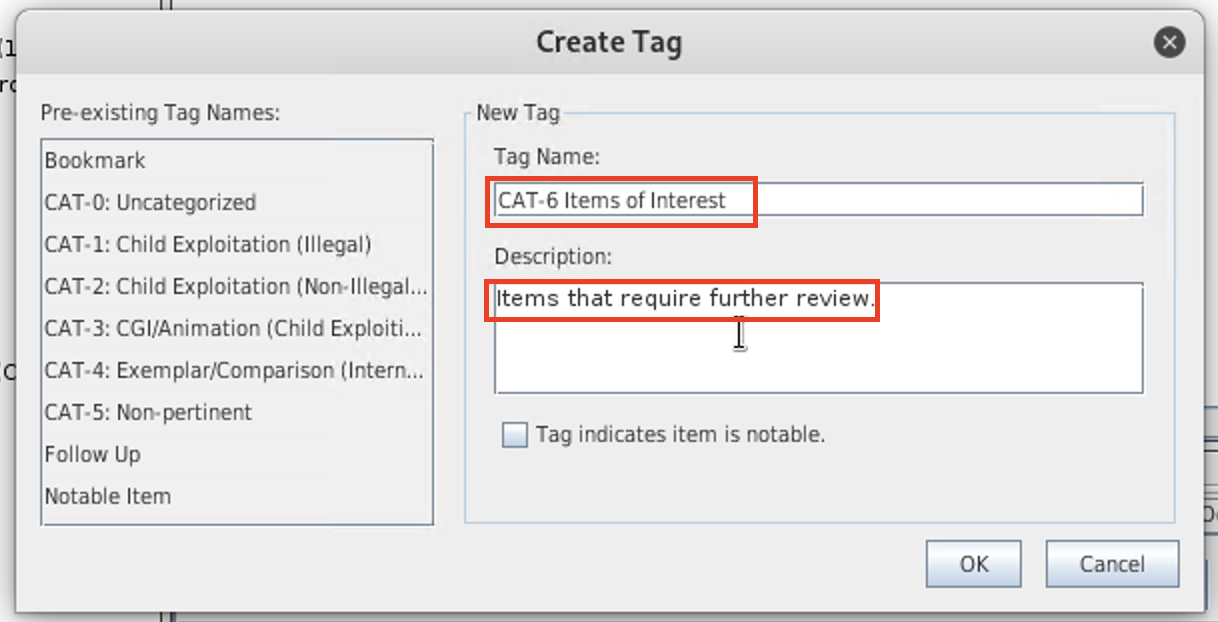 Create Tag
Pre-existing Tag Names:
Bookmark
CAT-0: Uncategorized
CAT-1: Child Exploitation (Illegal)
CAT-2: Child Exploitation (Non-Illegal...
CAT-3: CGI/Animation (Child Exploiti...
CAT-4: Exemplar/Comparison (Intern...
CAT-5: Non-pertinent
Follow Up
Notable Item
New Tag
Tag Name:
CAT-6 Items of Interest
Description:
Items that require further review.
Tag indicates item is notable.
OK
Cancel